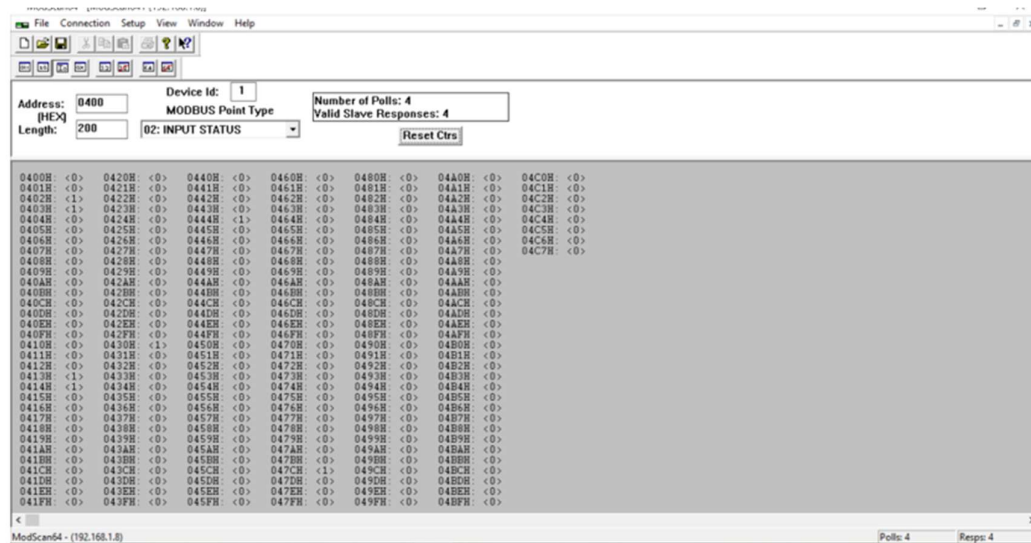 File Connection Setup View Window Help
Device Id: 1
Address: 0400
(HEX)
MODBUS Point Type
Length: 200
02: INPUT STATUS
Number of Polls: 4
Valid Slave Responses: 4
Reset Ctrs
0400H: <0> 0420H: <0> 0440H: <0> 0460H: <0> 0480H: <0> 04A0H: <0> 04C0H: <0>
0401H: <0> 0421H: <0> 0441H: <0> 0461H: <0> 0481H: <0> 04A1H: <0> 04C1H: <0>
0402H: <1> 0422H: <0> 0442H: <0> 0462H: <0> 0482H: <0> 04A2H: <0> 04C2H: <0>
0403H: <1> 0423H: <0> 0443H: <0> 0463H: <0> 0483H: <0> 04A3H: <0> 04C3H: <0>
0404H: <0> 0424H: <0> 0444H: <1> 0464H: <0> 0484H: <0> 04A4H: <0> 04C4H: <0>
0405H: <0> 0425H: <0> 0445H: <0> 0465H: <0> 0485H: <0> 04A5H: <0> 04C5H: <0>
0406H: <0> 0426H: <0> 0446H: <0> 0466H: <0> 0486H: <0> 04A6H: <0> 04C6H: <0>
0407H: <0> 0427H: <0> 0447H: <0> 0467H: <0> 0487H: <0> 04A7H: <0> 04C7H: <0>
0408H: <0> 0428H: <0> 0448H: <0> 0468H: <0> 0488H: <0> 04A8H: <0>
0409H: <0> 0429H: <0> 0449H: <0> 0469H: <0> 0489H: <0> 04A9H: <0>
040AH: <0> 042AH: <0> 044AH: <0> 046AH: <0> 048AH: <0> 04AAH: <0>
040BH: <0> 042BH: <0> 044BH: <0> 046BH: <0> 048BH: <0> 04ABH: <0>
040CH: <0> 042CH: <0> 044CH: <0> 046CH: <0> 048CH: <0> 04ACH: <0>
040DH: <0> 042DH: <0> 044DH: <0> 046DH: <0> 048DH: <0> 04ADH: <0>
040EH: <0> 042EH: <0> 044EH: <0> 046EH: <0> 048EH: <0> 04AEH: <0>
040FH: <0> 042FH: <0> 044FH: <0> 046FH: <0> 048FH: <0> 04AFH: <0>
0410H: <0> 0430H: <1> 0450H: <0> 0470H: <0> 0490H: <0> 04B0H: <0>
0411H: <0> 0431H: <0> 0451H: <0> 0471H: <0> 0491H: <0> 04B1H: <0>
0412H: <0> 0432H: <0> 0452H: <0> 0472H: <0> 0492H: <0> 04B2H: <0>
0413H: <1> 0433H: <0> 0453H: <0> 0473H: <0> 0493H: <0> 04B3H: <0>
0414H: <1> 0434H: <0> 0454H: <0> 0474H: <0> 0494H: <0> 04B4H: <0>
0415H: <0> 0435H: <0> 0455H: <0> 0475H: <0> 0495H: <0> 04B5H: <0>
0416H: <0> 0436H: <0> 0456H: <0> 0476H: <0> 0496H: <0> 04B6H: <0>
0417H: <0> 0437H: <0> 0457H: <0> 0477H: <0> 0497H: <0> 04B7H: <0>
0418H: <0> 0438H: <0> 0458H: <0> 0478H: <0> 0498H: <0> 04B8H: <0>
0419H: <0> 0439H: <0> 0459H: <0> 0479H: <0> 0499H: <0> 04B9H: <0>
041AH: <0> 043AH: <0> 045AH: <0> 047AH: <0> 049AH: <0> 04BAH: <0>
041BH: <0> 043BH: <0> 045BH: <0> 047BH: <0> 049BH: <0> 04BBH: <0>
041CH: <0> 043CH: <0> 045CH: <0> 047CH: <1> 049CH: <0> 04BCH: <0>
041DH: <0> 043DH: <0> 045DH: <0> 047DH: <0> 049DH: <0> 04BDH: <0>
041EH: <0> 043EH: <0> 045EH: <0> 047EH: <0> 049EH: <0> 04BEH: <0>
041FH: <0> 043FH: <0> 045FH: <0> 047FH: <0> 049FH: <0> 04BFH: <0>
ModScan64 - (192.168.1.8) Polls: 4 Resps: 4